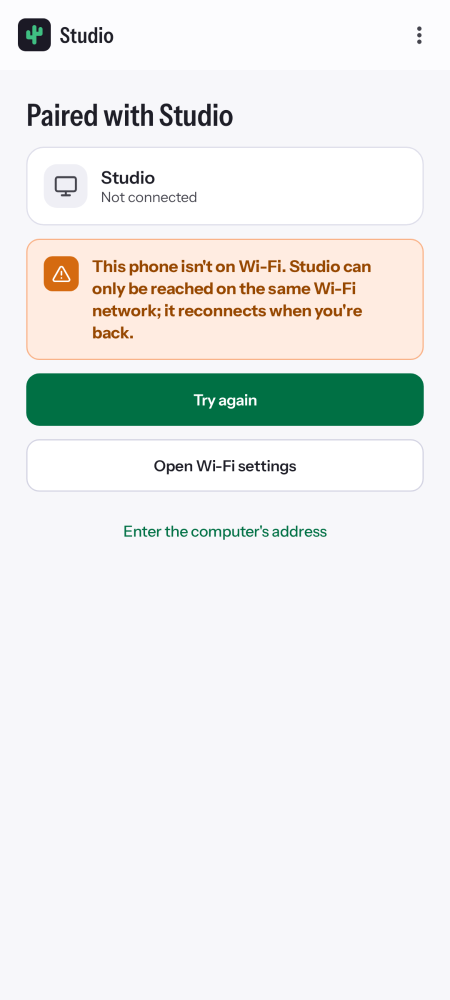 Studio
Paired with Studio
Studio
Not connected
This phone isn't on Wi-Fi. Studio can
only be reached on the same Wi-Fi
network; it reconnects when you're
back.
Try again
Open Wi-Fi settings
Enter the computer's address